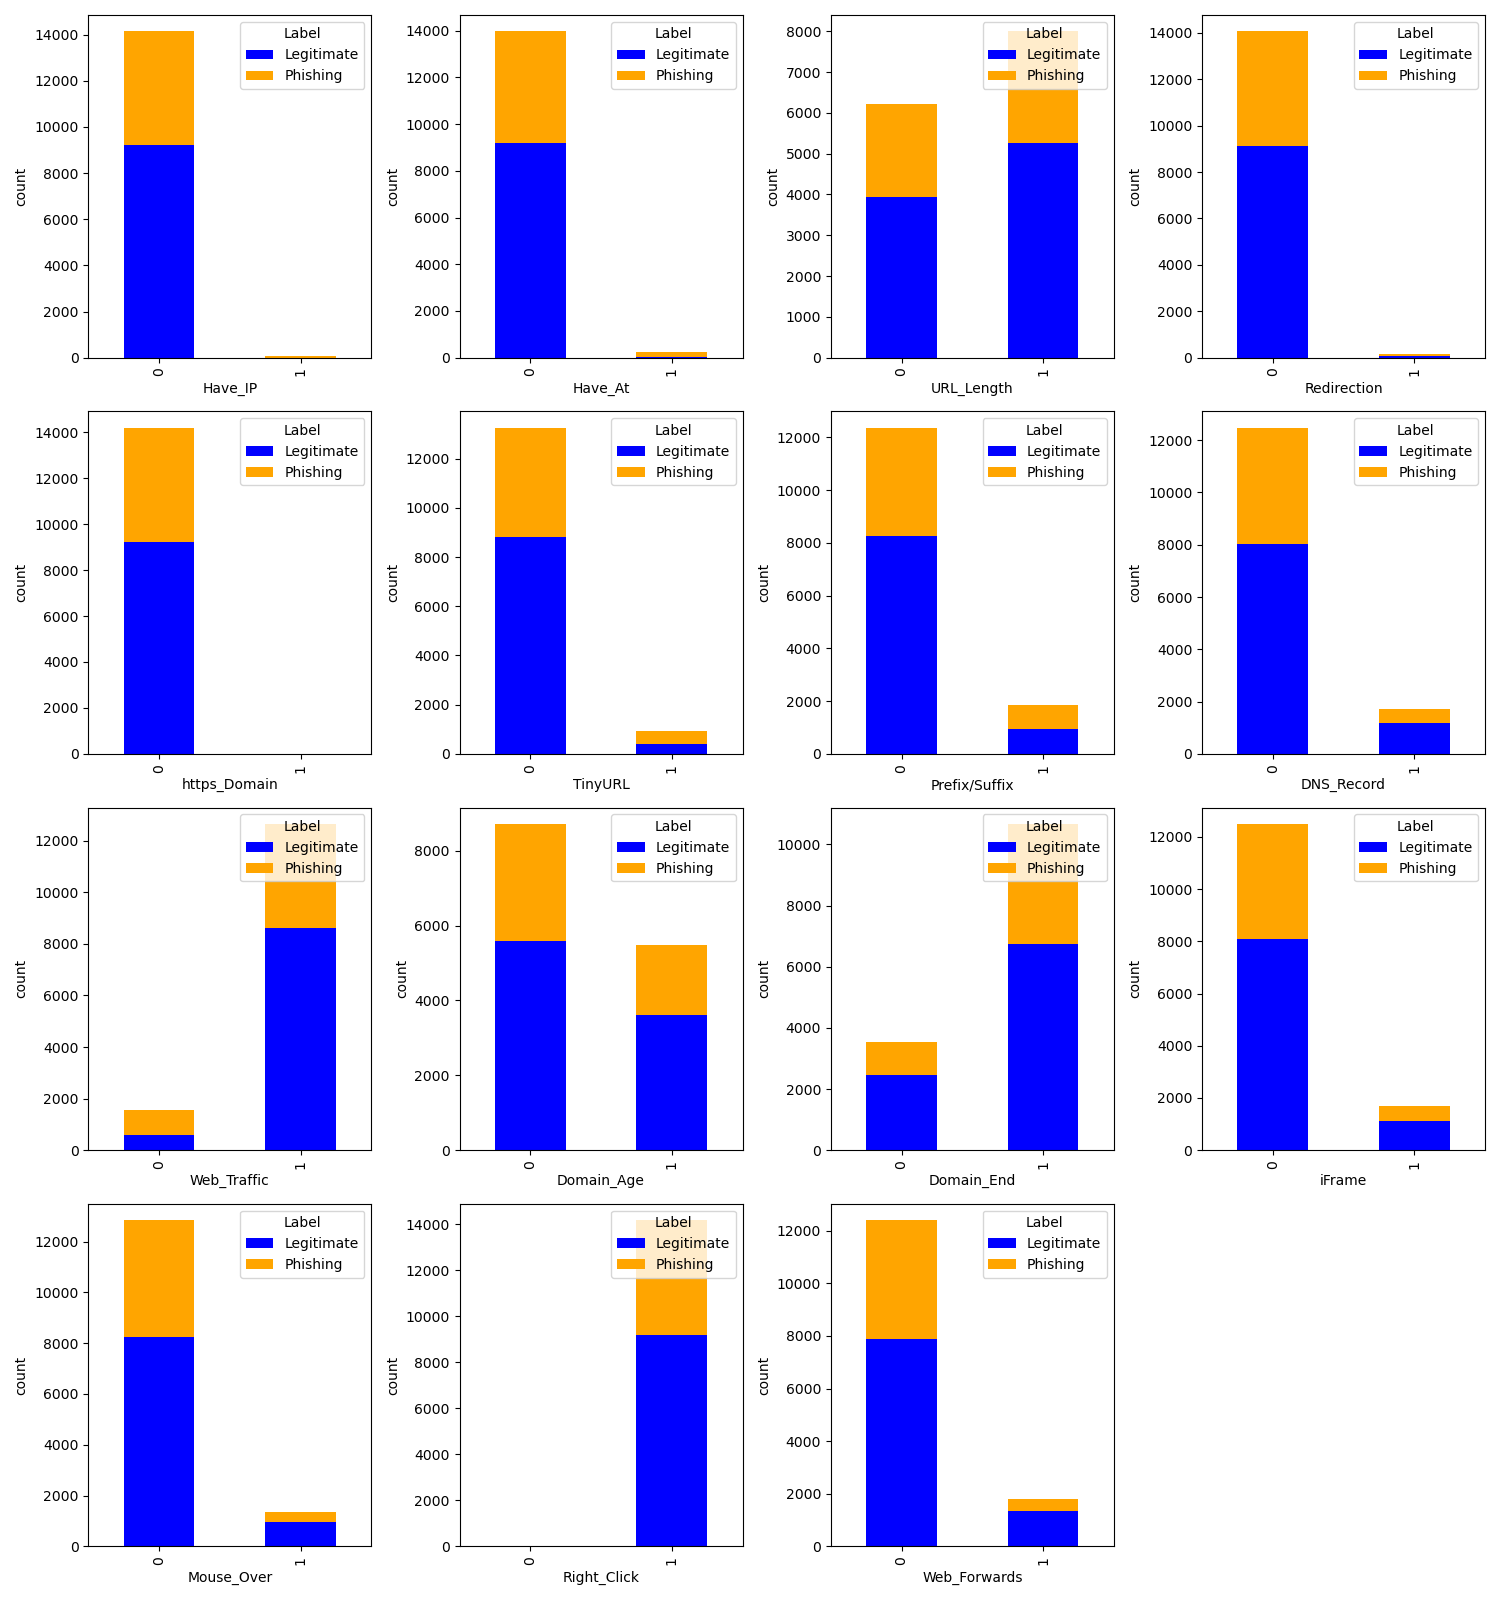 Label
Legitimate
Phishing
14000
12000
10000
8000
6000
4000
2000
0
count
0
1
Have_IP
Label
Legitimate
Phishing
14000
12000
10000
8000
6000
4000
2000
0
count
0
1
Have_At
Label
Legitimate
Phishing
8000
7000
6000
5000
4000
3000
2000
1000
0
count
0
1
URL_Length
Label
Legitimate
Phishing
14000
12000
10000
8000
6000
4000
2000
0
count
0
1
Redirection
Label
Legitimate
Phishing
14000
12000
10000
8000
6000
4000
2000
0
count
0
1
https_Domain
Label
Legitimate
Phishing
12000
10000
8000
6000
4000
2000
0
count
0
1
TinyURL
Label
Legitimate
Phishing
12000
10000
8000
6000
4000
2000
0
count
0
1
Prefix/Suffix
Label
Legitimate
Phishing
12000
10000
8000
6000
4000
2000
0
count
0
1
DNS_Record
Label
Legitimate
Phishing
12000
10000
8000
6000
4000
2000
0
count
0
1
Web_Traffic
Label
Legitimate
Phishing
8000
6000
4000
2000
0
count
0
1
Domain_Age
Label
Legitimate
Phishing
10000
8000
6000
4000
2000
0
count
0
1
Domain_End
Label
Legitimate
Phishing
12000
10000
8000
6000
4000
2000
0
count
0
1
iFrame
Label
Legitimate
Phishing
12000
10000
8000
6000
4000
2000
0
count
0
1
Mouse_Over
Label
Legitimate
Phishing
14000
12000
10000
8000
6000
4000
2000
0
count
0
1
Right_Click
Label
Legitimate
Phishing
12000
10000
8000
6000
4000
2000
0
count
0
1
Web_Forwards